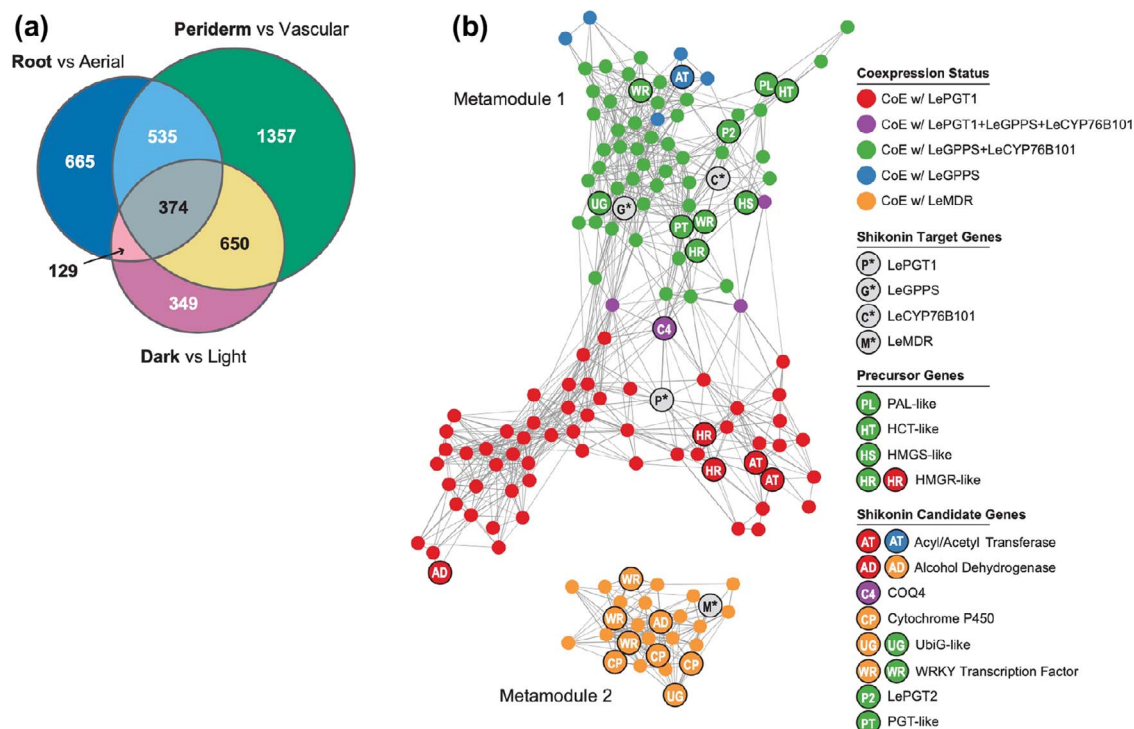 (a)
Periderm vs Vascular
Root vs Aerial
535
1357
665
374
650
129
349
Dark vs Light
(b)
Metamodule 1
AT
WR
PL
HT
P2
C*
UG
G*
HS
PT
WR
HR
C4
P*
HR
HR
AT
AT
AD
WR
M*
WR
AD
WR
CP
CP
CP
UG
Metamodule 2
Coexpression Status
CoE w/ LePGT1
CoE w/ LePGT1+LeGPPS+LeCYP76B101
CoE w/ LeGPPS+LeCYP76B101
CoE w/ LeGPPS
CoE w/ LeMDR
Shikonin Target Genes
P* LePGT1
G* LeGPPS
C* LeCYP76B101
M* LeMDR
Precursor Genes
PL PAL-like
HT HCT-like
HS HMGS-like
HR HR HMGR-like
Shikonin Candidate Genes
AT AT Acyl/Acetyl Transferase
AD AD Alcohol Dehydrogenase
C4 COQ4
CP Cytochrome P450
UG UG UbiG-like
WR WR WRKY Transcription Factor
P2 LePGT2
PT PGT-like